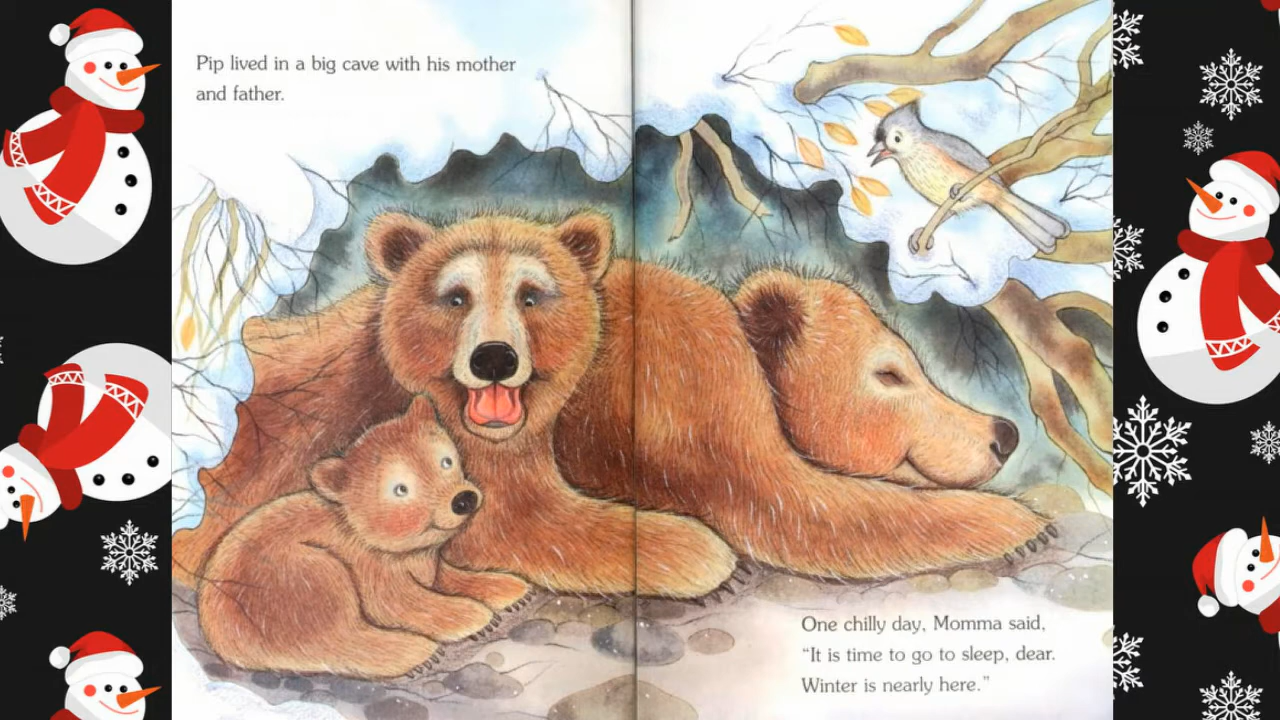 Pip lived in a big cave with his mother
and father.
One chilly day, Momma said,
“It is time to go to sleep, dear.
Winter is nearly here.”